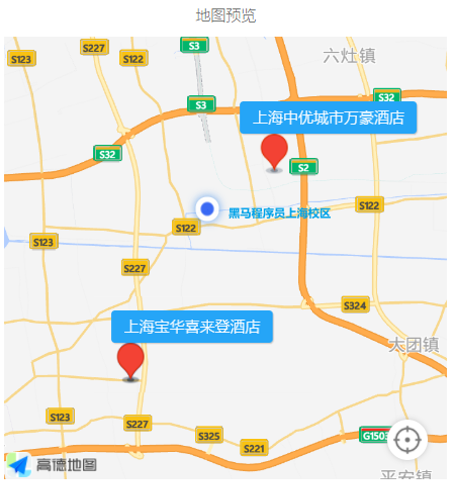 地图预览
S3
S227
S123
S122
六灶镇
S32
S3
上海中优城市万豪酒店
S32
S2
S122
黑马程序员上海校区
S122
S123
S227
S324
上海宝华喜来登酒店
大团镇
S123
S227
S325
S221
G1503
高德地图
平安镇